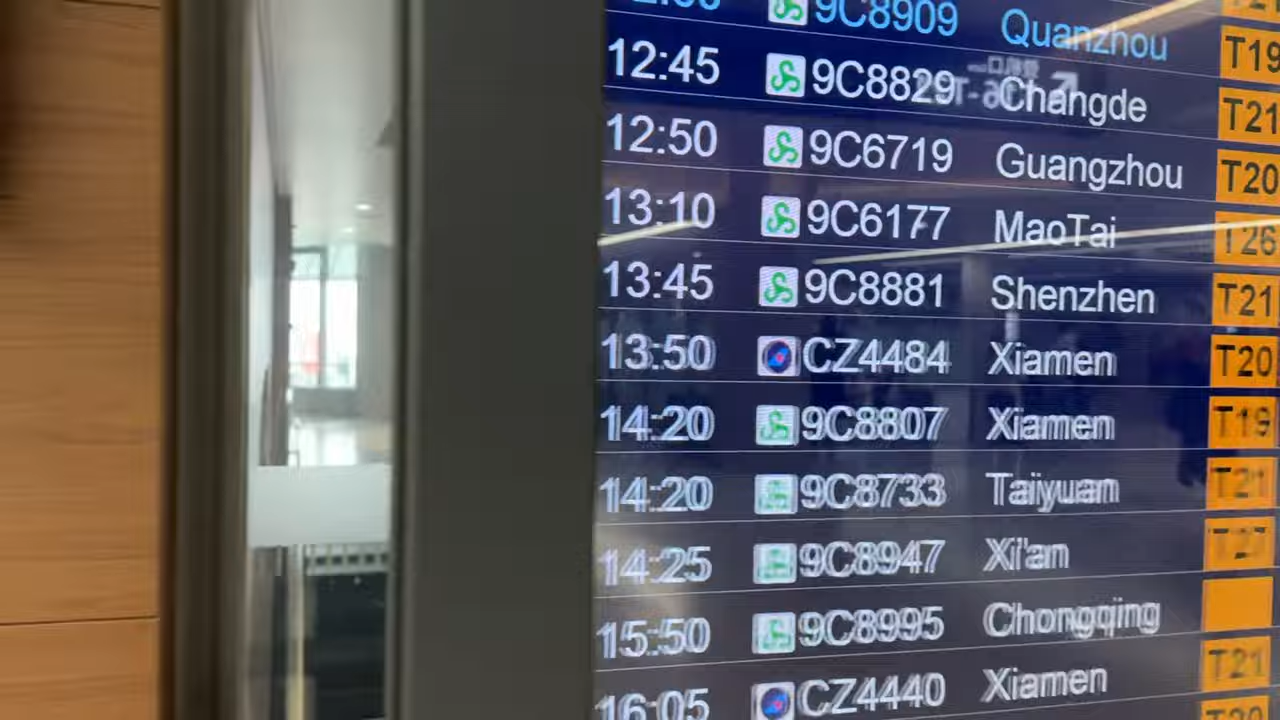 9C8909 Quanzhou T19
12:45 9C8829 Changde T21
12:50 9C6719 Guangzhou T20
13:10 9C6177 MaoTai T26
13:45 9C8881 Shenzhen T21
13:50 CZ4484 Xiamen T20
14:20 9C8807 Xiamen T19
14:20 9C8733 Taiyuan T21
14:25 9C8947 Xi'an
15:50 9C8995 Chongqing
16:05 CZ4440 Xiamen T21